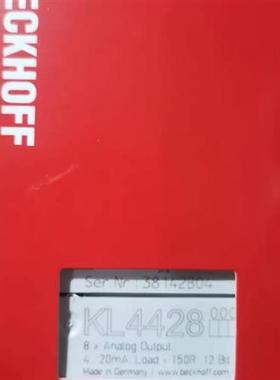 BECKHOFF
Ser Nr: 38142B04
KL4428
8 x Analog Output
4..20mA Load: 150R 12 Bit
Made in Germany | www.beckhoff.com